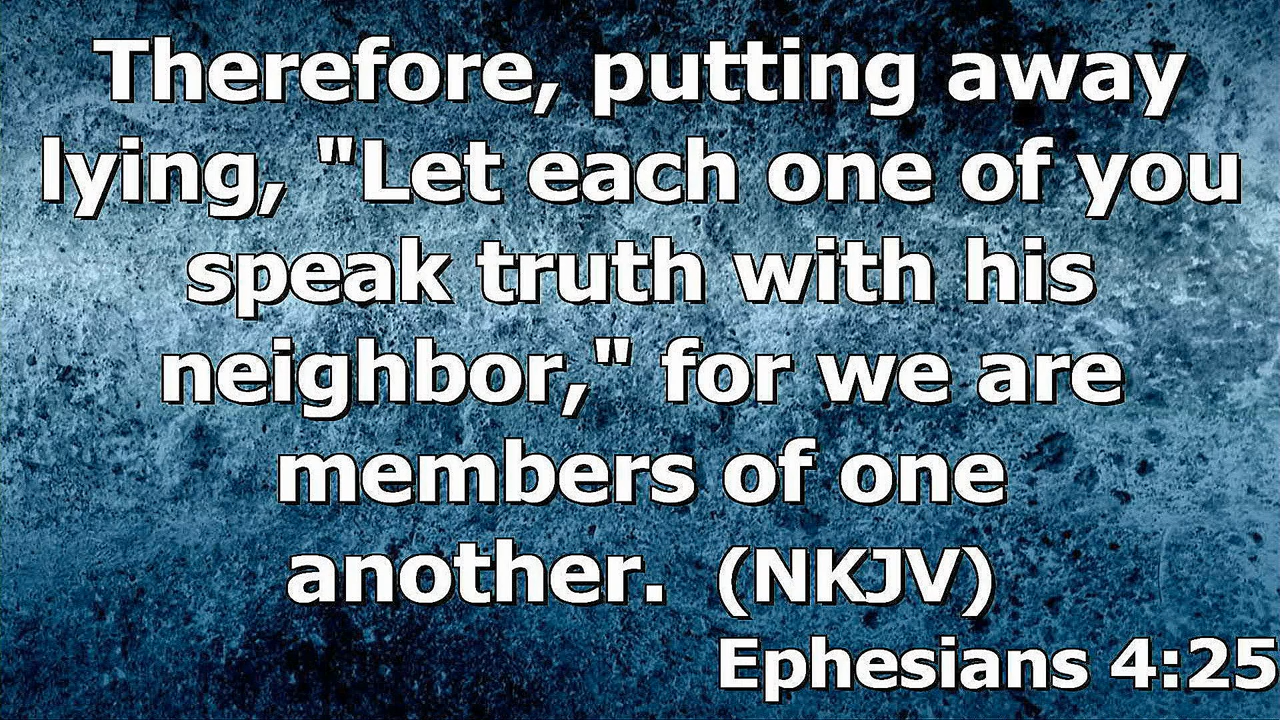 Therefore, putting away
lying, "Let each one of you
speak truth with his
neighbor," for we are
members of one
another. (NKJV)
Ephesians 4:25